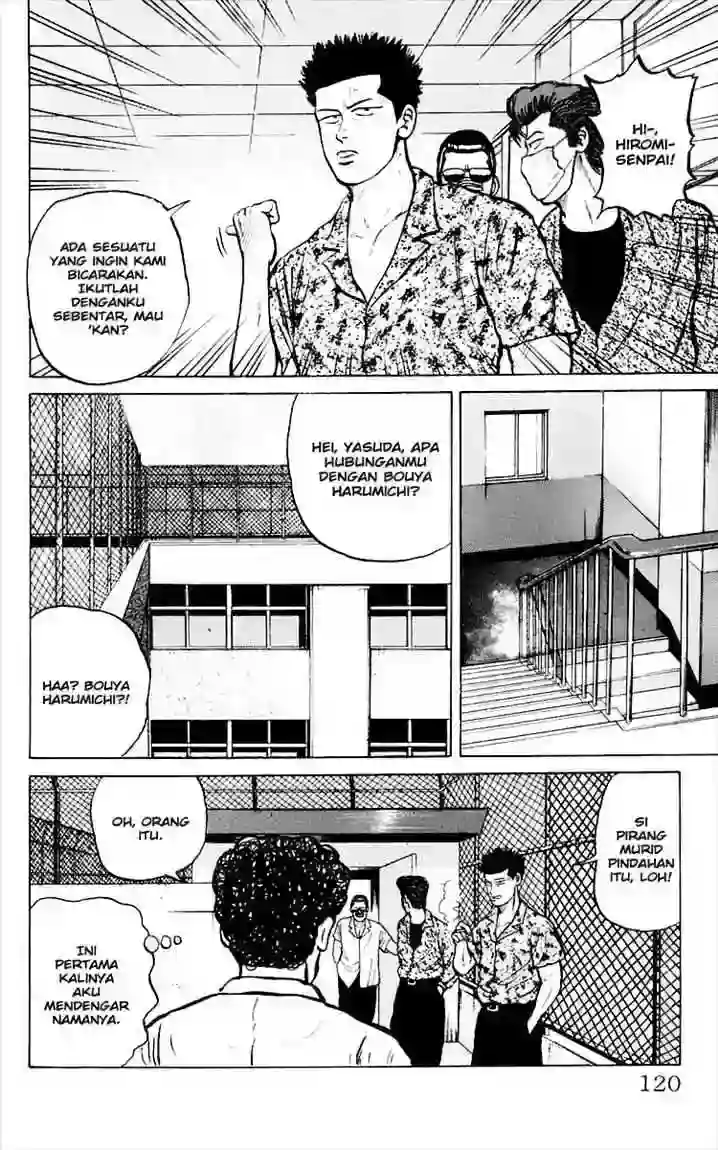 HI-,
HIROMI-
SENPAI!
ADA SESUATU
YANG INGIN KAMI
BICARAKAN.
IKUTLAH
DENGANKU
SEBENTAR, MAU
'KAN?
HEI, YASUDA, APA
HUBUNGANMU
DENGAN BOUYA
HARUMICHI?
HAA? BOUYA
HARUMICHI?!
SI
PIRANG
MURID
PINDAHAN
ITU, LOH!
OH, ORANG
ITU.
INI
PERTAMA
KALINYA
AKU
MENDENGAR
NAMANYA.
120